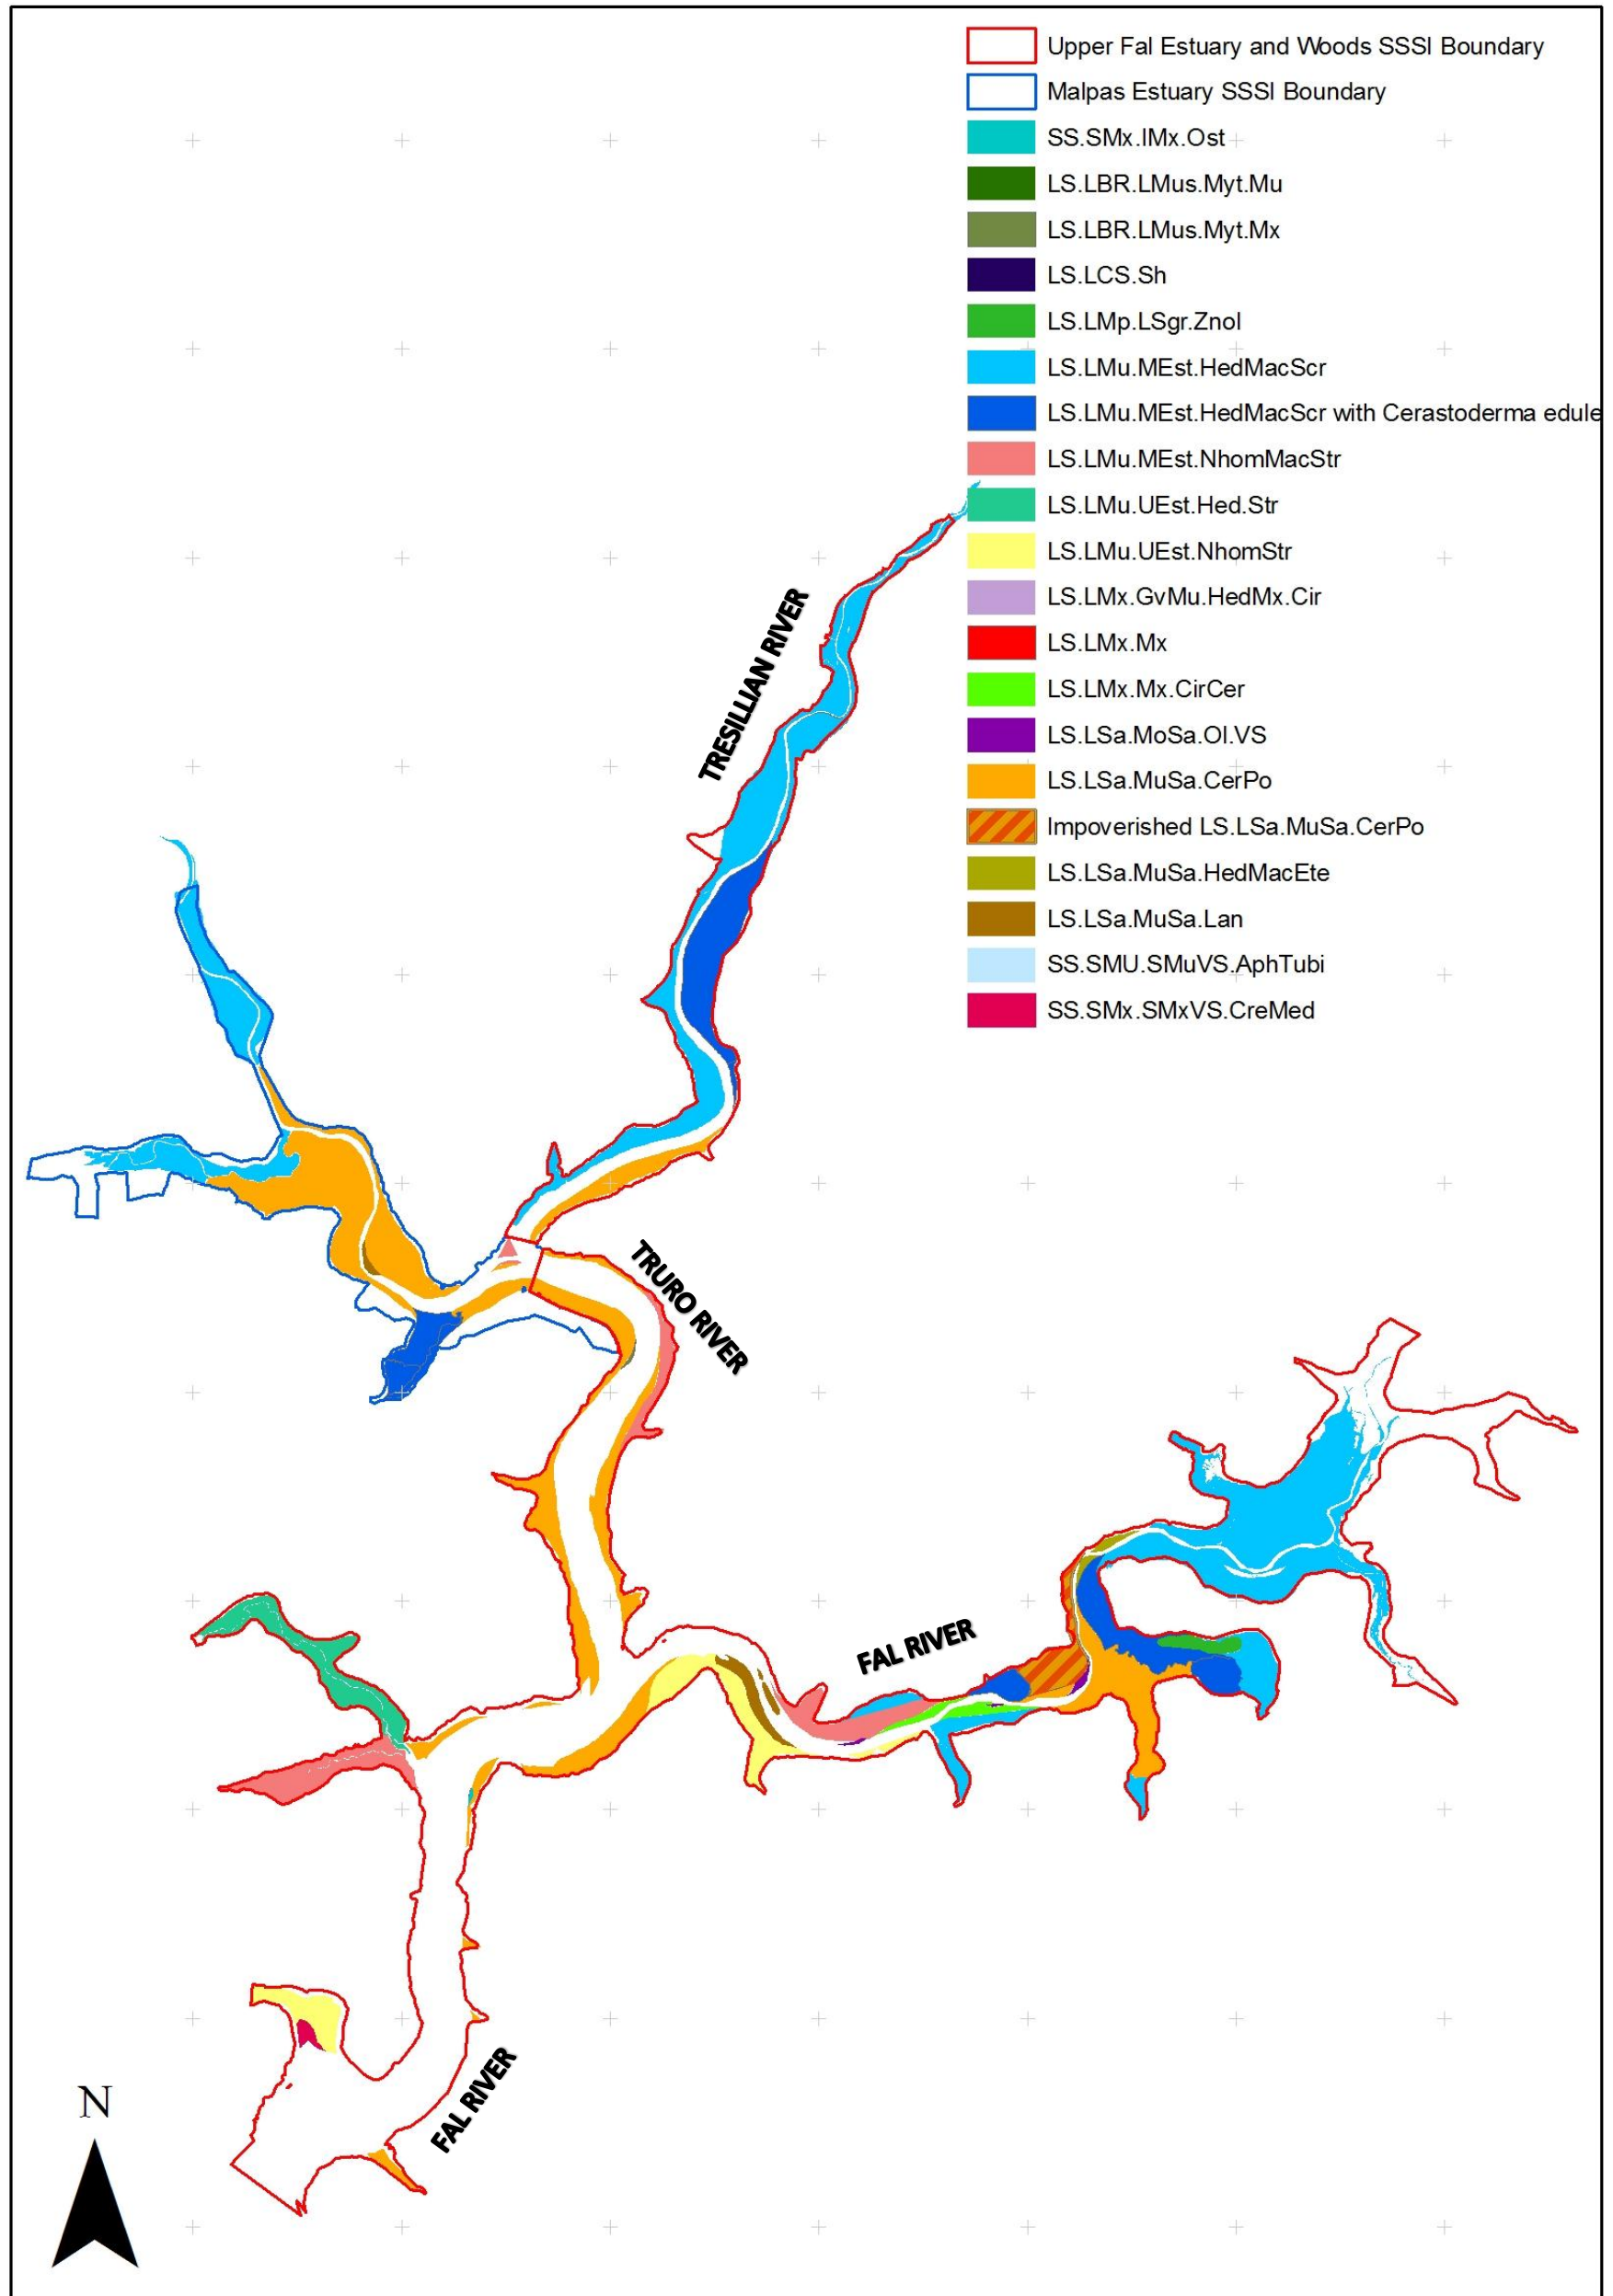 Upper Fal Estuary and Woods SSSI Boundary
Malpas Estuary SSSI Boundary
SS.SMx.IMx.Ost
LS.LBR.LMus.Myt.Mu
LS.LBR.LMus.Myt.Mx
LS.LCS.Sh
LS.LMp.LSgr.Znol
LS.LMu.MEst.HedMacScr
LS.LMu.MEst.HedMacScr with Cerastoderma edule
LS.LMu.MEst.NhomMacStr
LS.LMu.UEst.Hed.Str
LS.LMu.UEst.NhomStr
LS.LMx.GvMu.HedMx.Cir
LS.LMx.Mx
LS.LMx.Mx.CirCer
LS.LSa.MoSa.Ol.VS
LS.LSa.MuSa.CerPo
Impoverished LS.LSa.MuSa.CerPo
LS.LSa.MuSa.HedMacEte
LS.LSa.MuSa.Lan
SS.SMU.SMuVS.AphTubi
SS.SMx.SMxVS.CreMed
TRESILLIAN RIVER
TRURO RIVER
FAL RIVER
FAL RIVER
N